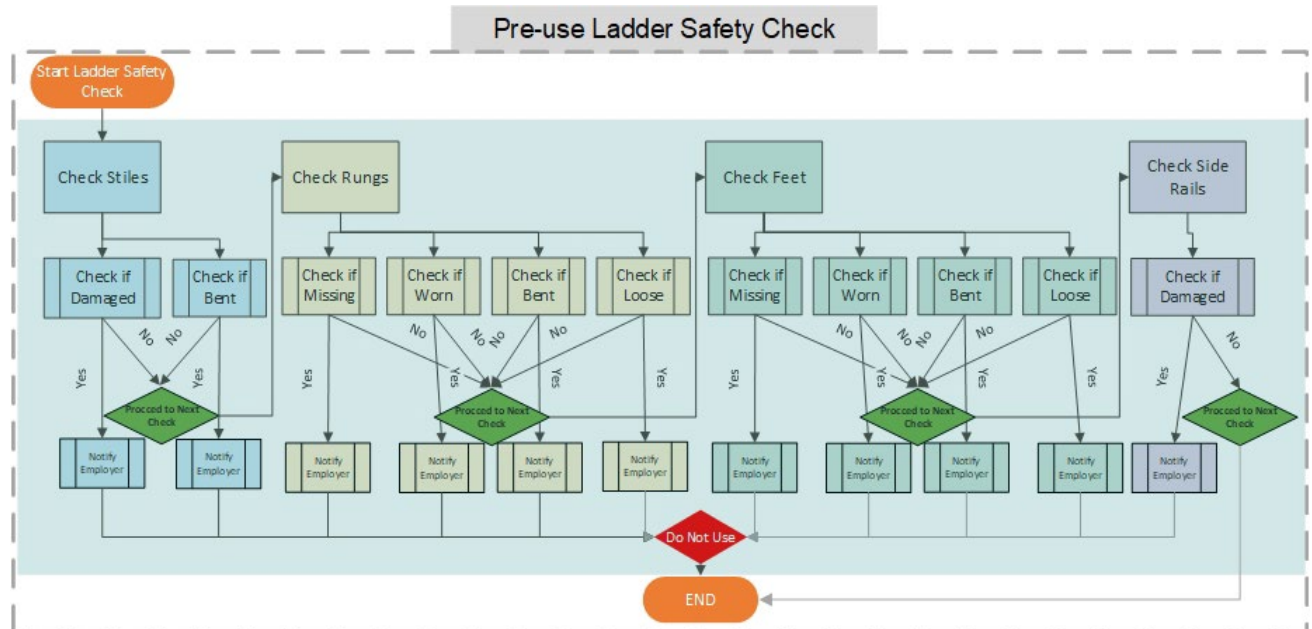 Pre-use Ladder Safety Check
Start Ladder Safety
Check
Check Stiles
Check Rungs
Check Feet
Check Side
Rails
Check if
Damaged
Check if
Bent
Check if
Missing
Check if
Worn
Check if
Bent
Check if
Loose
Check if
Missing
Check if
Worn
Check if
Bent
Check if
Loose
Check if
Damaged
No
No
No
No
No
No
No
No
No
No
No
Yes
Yes
Yes
Yes
Yes
Yes
Yes
Yes
Yes
Yes
Yes
Procced to Next
Check
Procced to Next
Check
Procced to Next
Check
Procced to Next
Check
Notify
Employer
Notify
Employer
Notify
Employer
Notify
Employer
Notify
Employer
Notify
Employer
Notify
Employer
Notify
Employer
Notify
Employer
Notify
Employer
Notify
Employer
Do Not Use
END